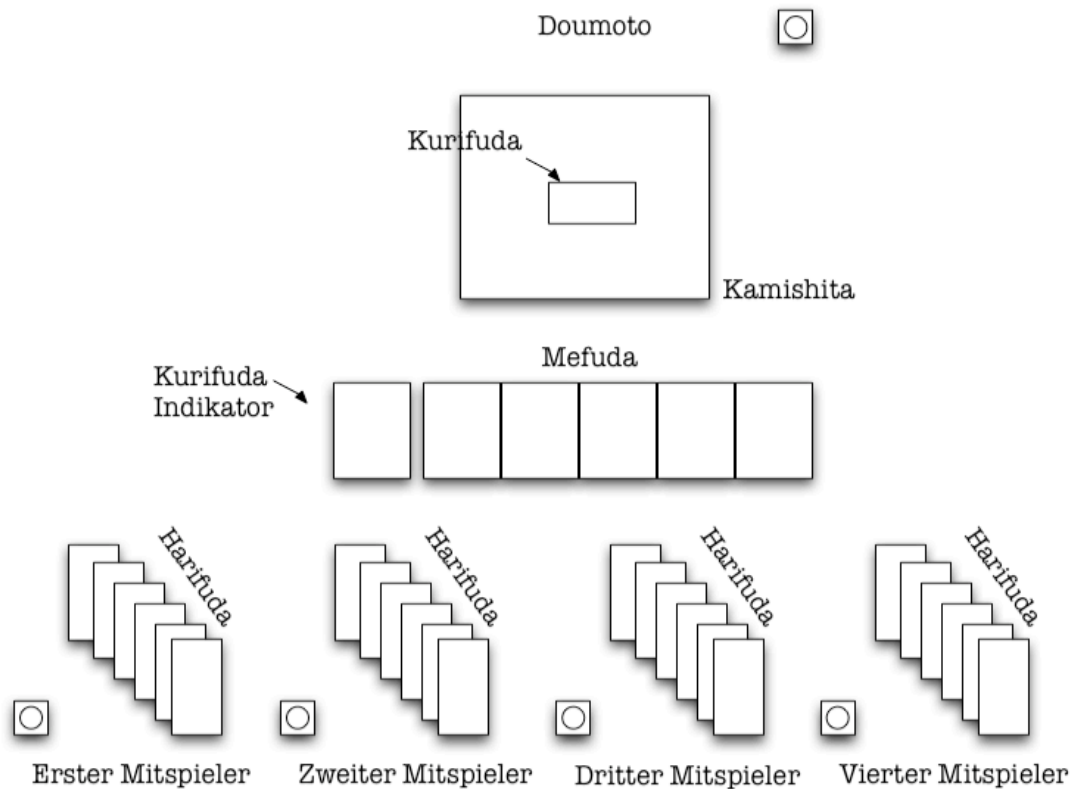 Doumoto
Kurifuda
Kamishita
Mefuda
Kurifuda
Indikator
Harifuda
Harifuda
Harifuda
Harifuda
Erster Mitspieler
Zweiter Mitspieler
Dritter Mitspieler
Vierter Mitspieler